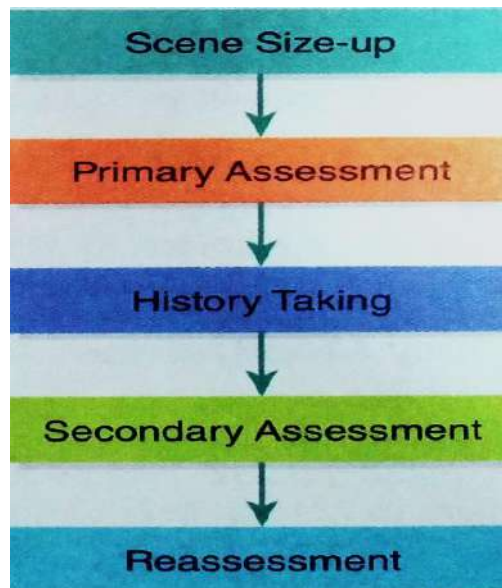 Scene Size-up
Primary Assessment
History Taking
Secondary Assessment
Reassessment